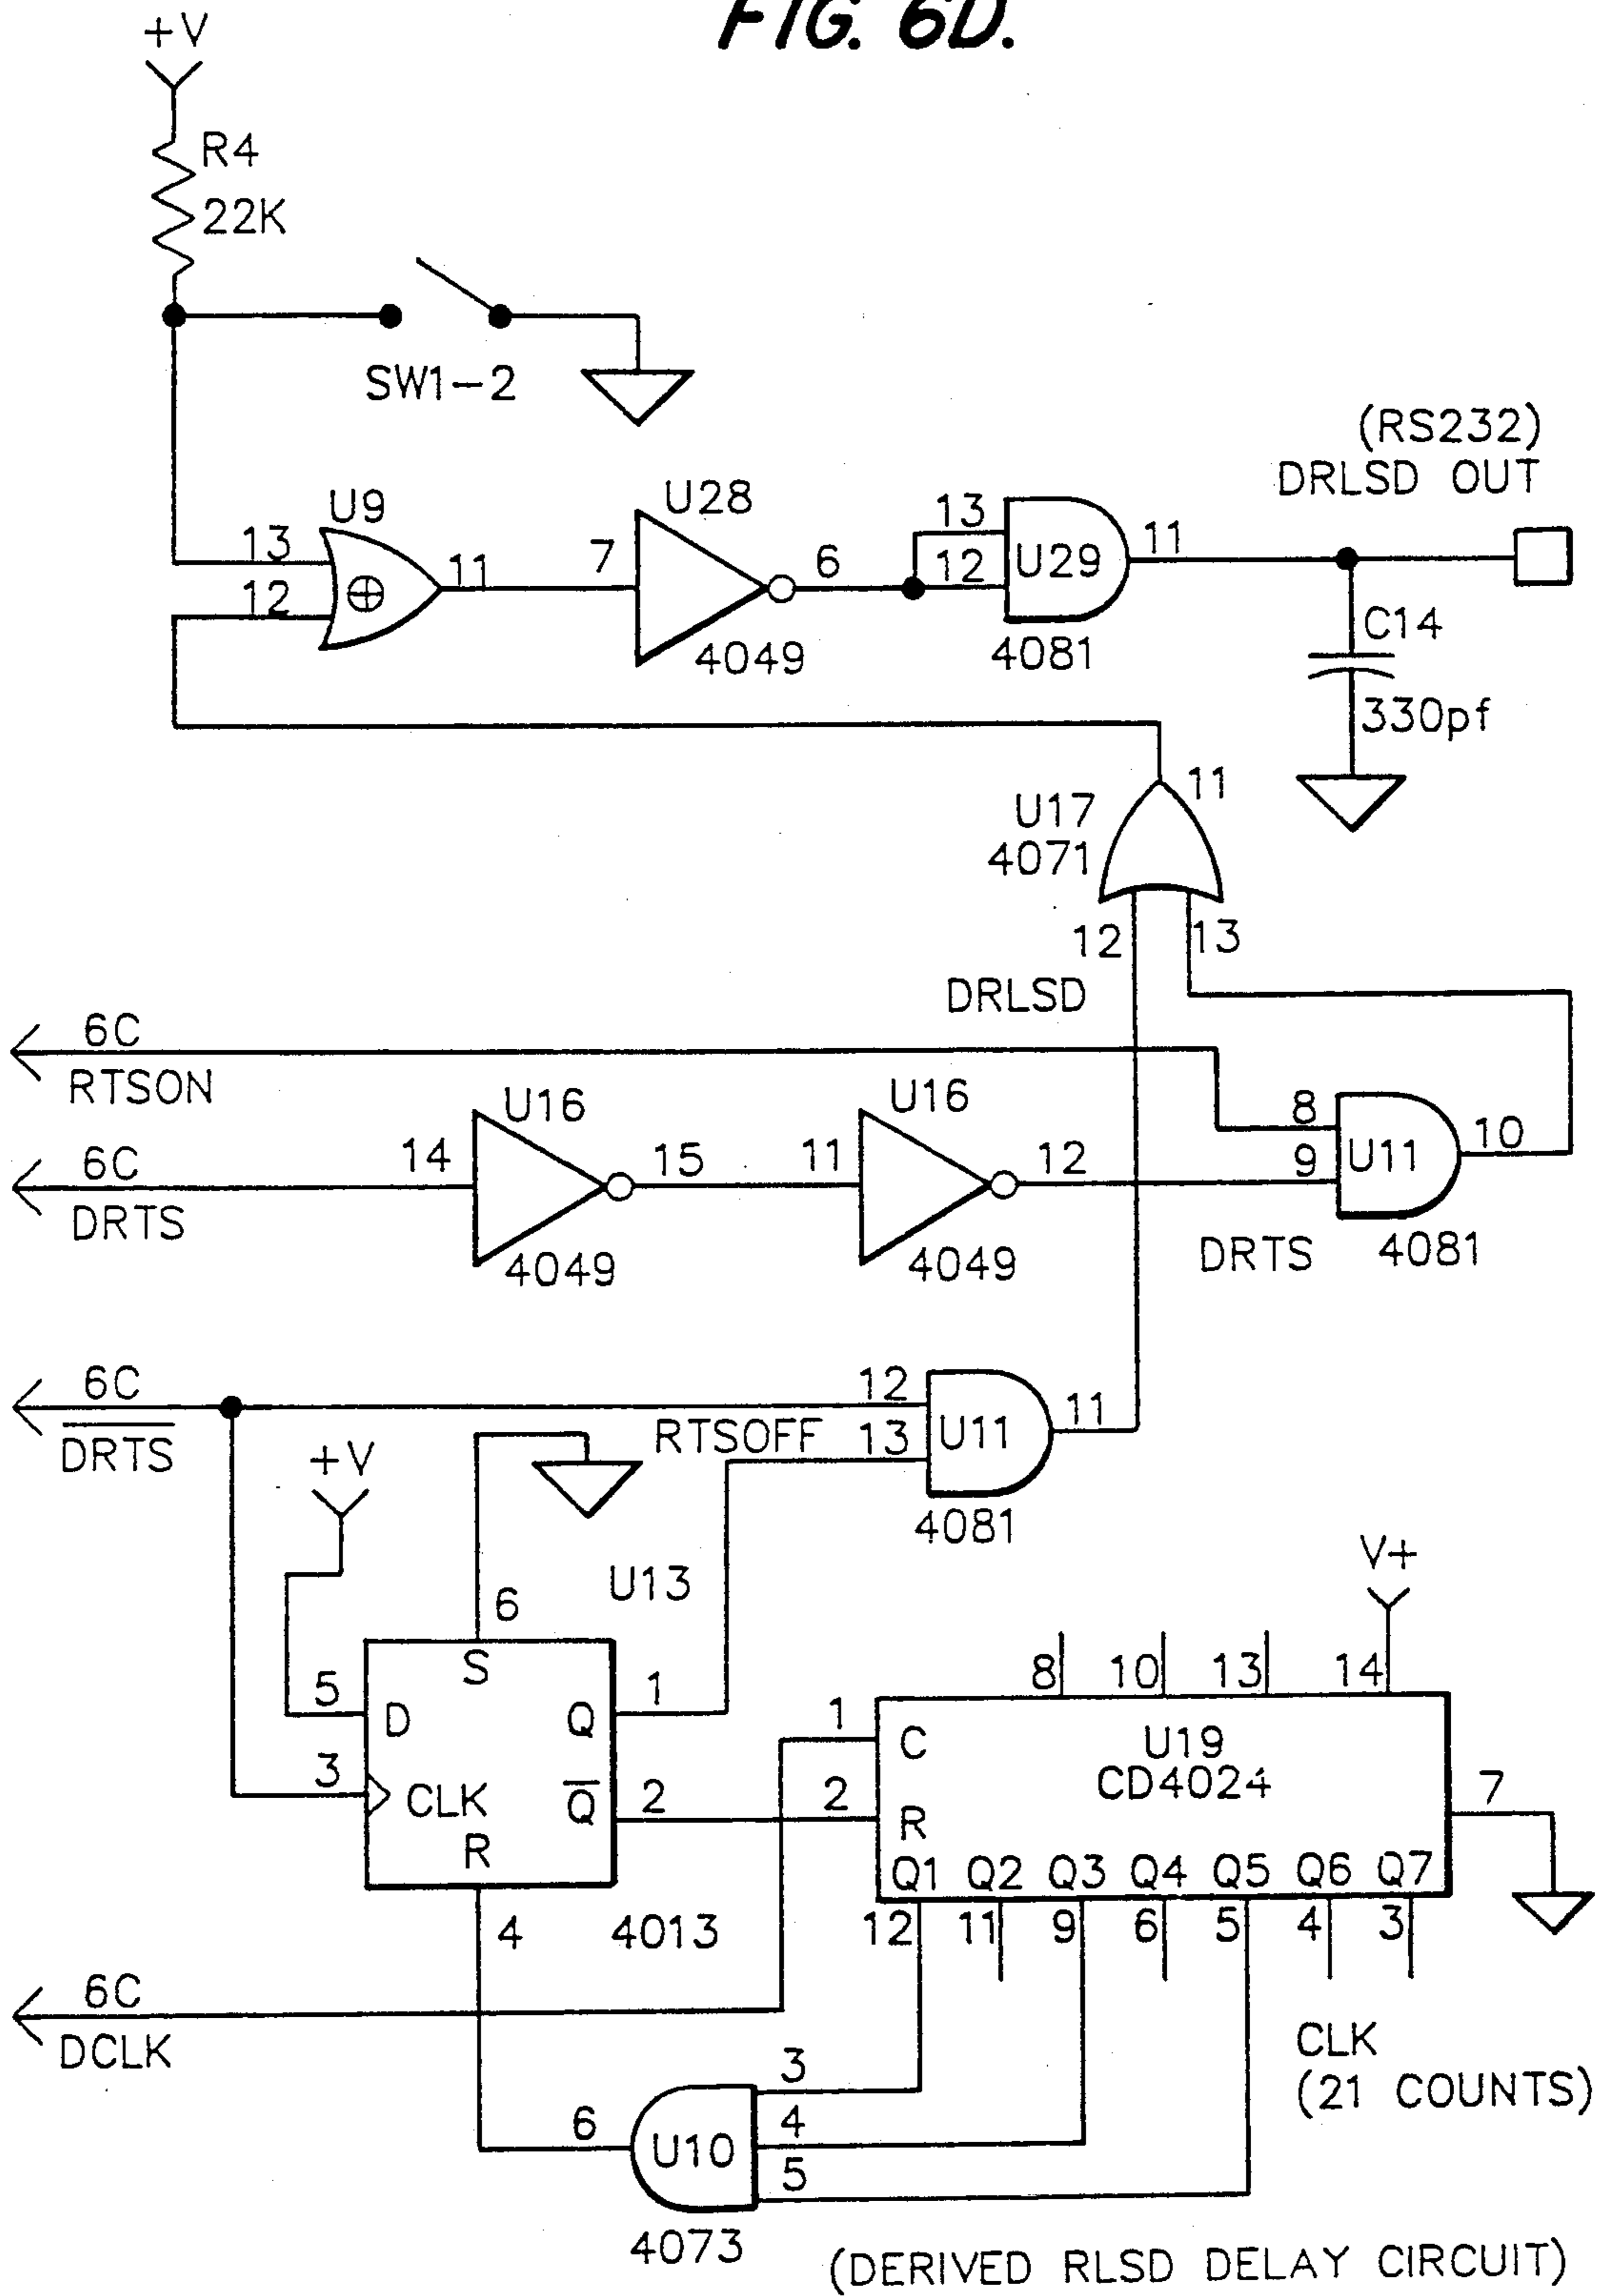 FIG. 6D.
+V
R4
22K
SW1-2
(RS232)
DRLSD OUT
U9
13
12
11
U28
7
6
4049
13
12
U29
11
4081
C14
330pf
U17
4071
11
12
13
DRLSD
6C
RTSON
6C
DRTS
14
U16
15
4049
11
U16
12
4049
DRTS
8
9
U11
10
4081
6C
DRTS
RTSOFF
12
13
U11
11
4081
+V
U13
6
S
5
D
Q
1
3
CLK
Q
2
R
4
4013
V+
8
10
13
14
1
C
U19
CD4024
2
R
7
Q1
Q2
Q3
Q4
Q5
Q6
Q7
12
11
9
6
5
4
3
6C
DCLK
CLK
(21 COUNTS)
3
4
5
6
U10
4073
(DERIVED RLSD DELAY CIRCUIT)